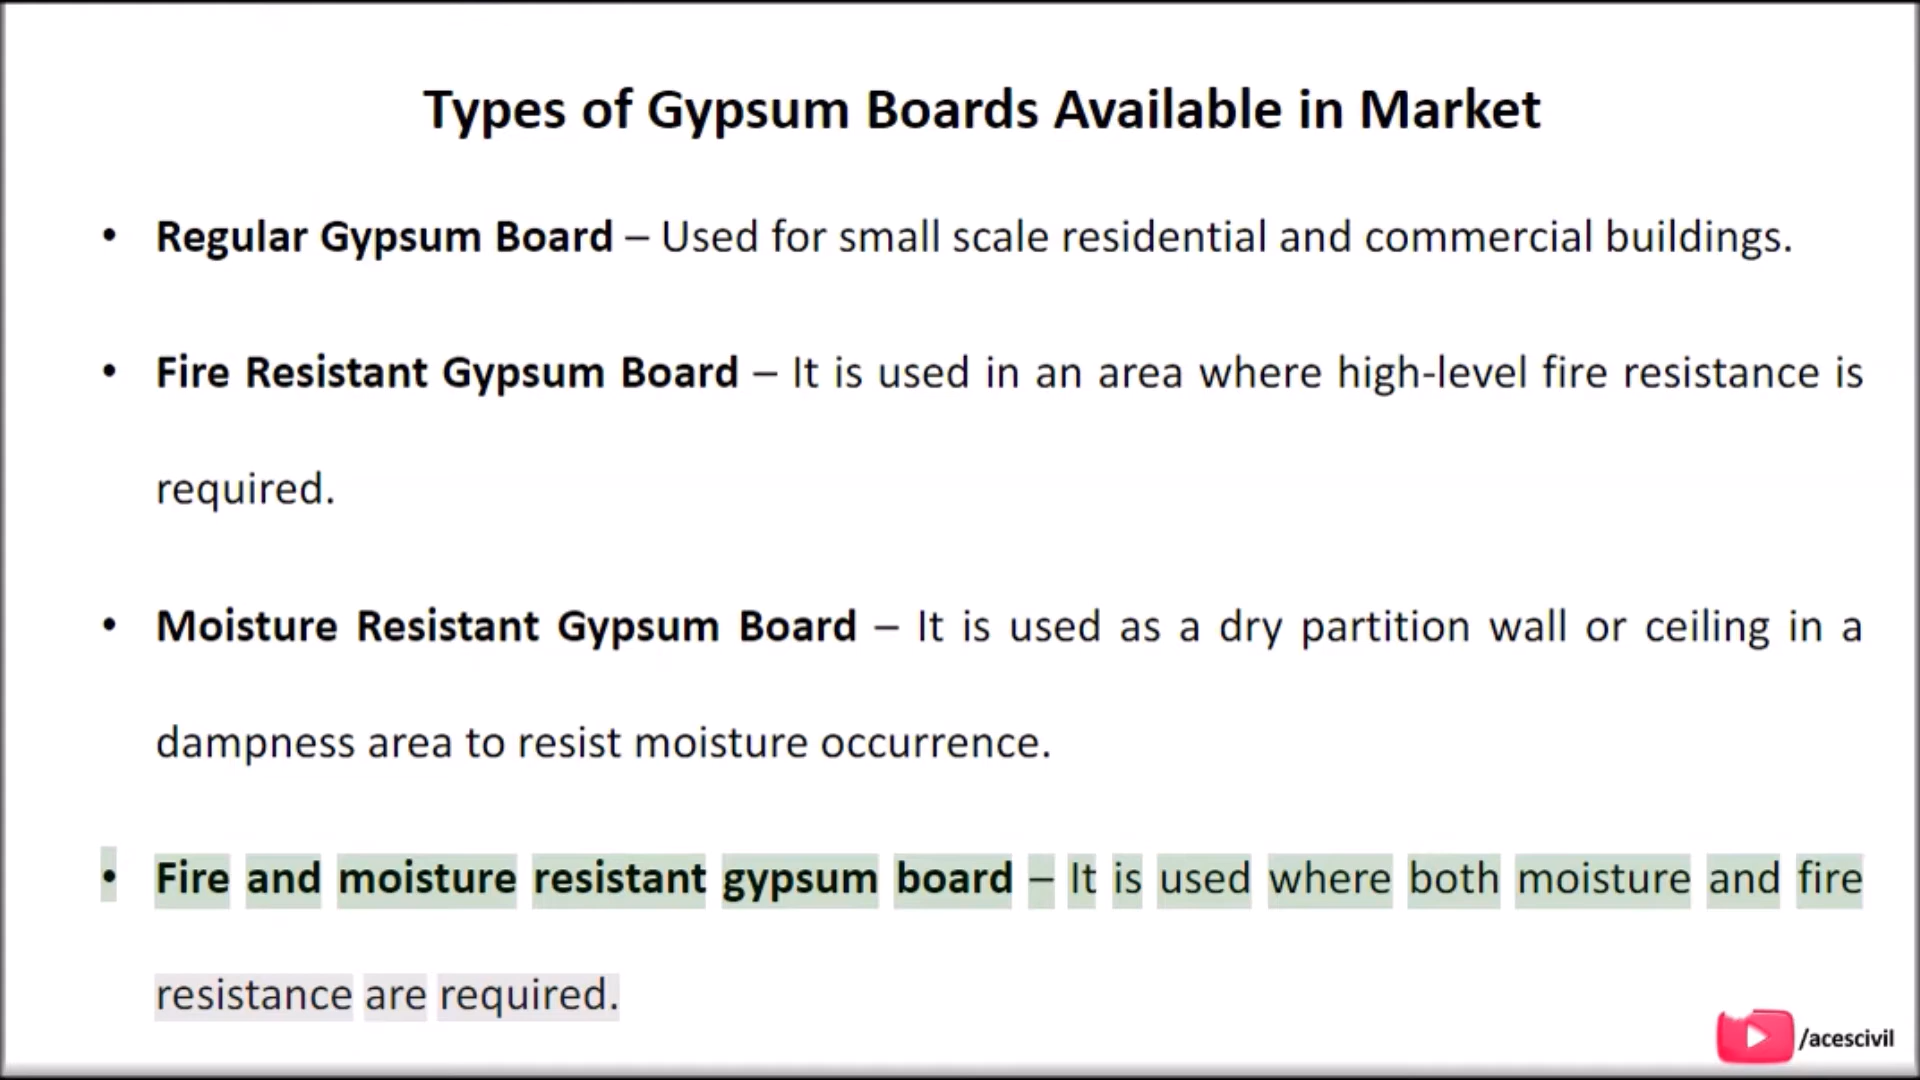 Types of Gypsum Boards Available in Market
• Regular Gypsum Board – Used for small scale residential and commercial buildings.
• Fire Resistant Gypsum Board – It is used in an area where high-level fire resistance is
required.
• Moisture Resistant Gypsum Board – It is used as a dry partition wall or ceiling in a
dampness area to resist moisture occurrence.
• Fire and moisture resistant gypsum board – It is used where both moisture and fire
resistance are required.
/acescivil